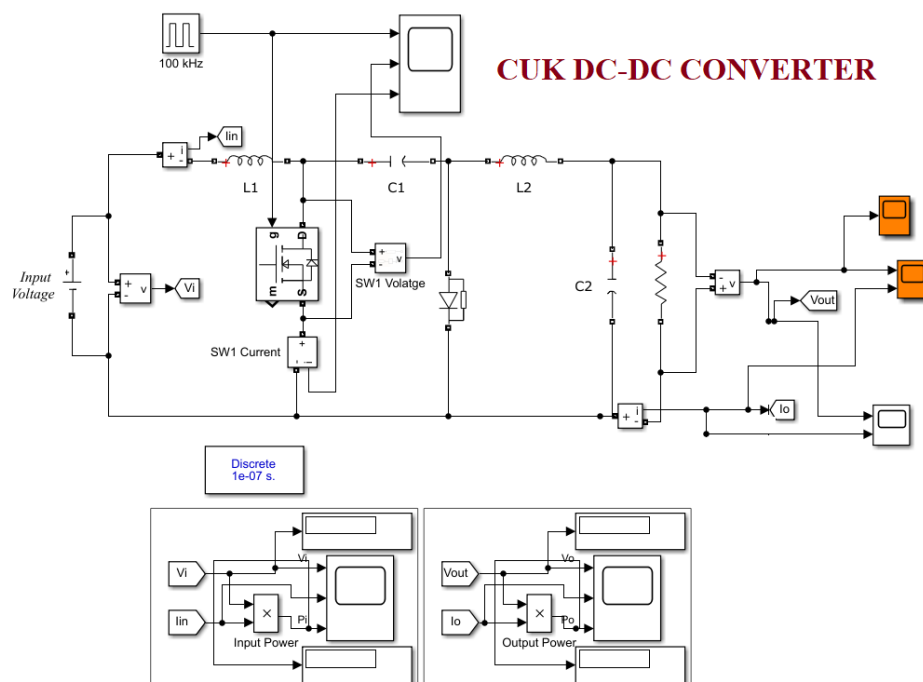 100 kHz
CUK DC-DC CONVERTER
Iin
i
+
-
L1
C1
L2
g
D
m
S
Input
Voltage
+
+
-
v
Vi
+
-
v
SW1 Volatge
C2
-
+
v
Vout
SW1 Current
+
-
i
+
i
-
Io
Discrete
1e-07 s.
Vi
Iin
×
Input Power
Vi
Pi
Vout
Io
×
Output Power
Vo
Po